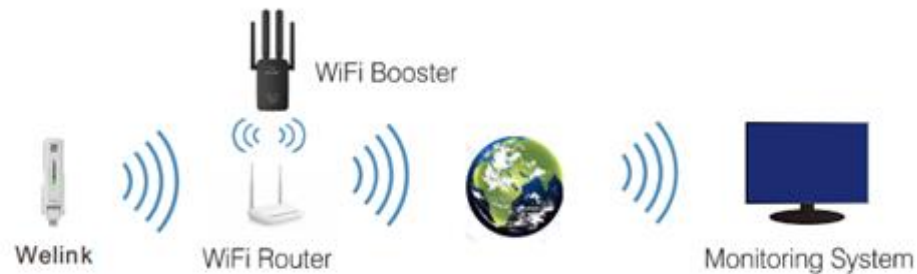 WiFi Booster
Welink
WiFi Router
Monitoring System